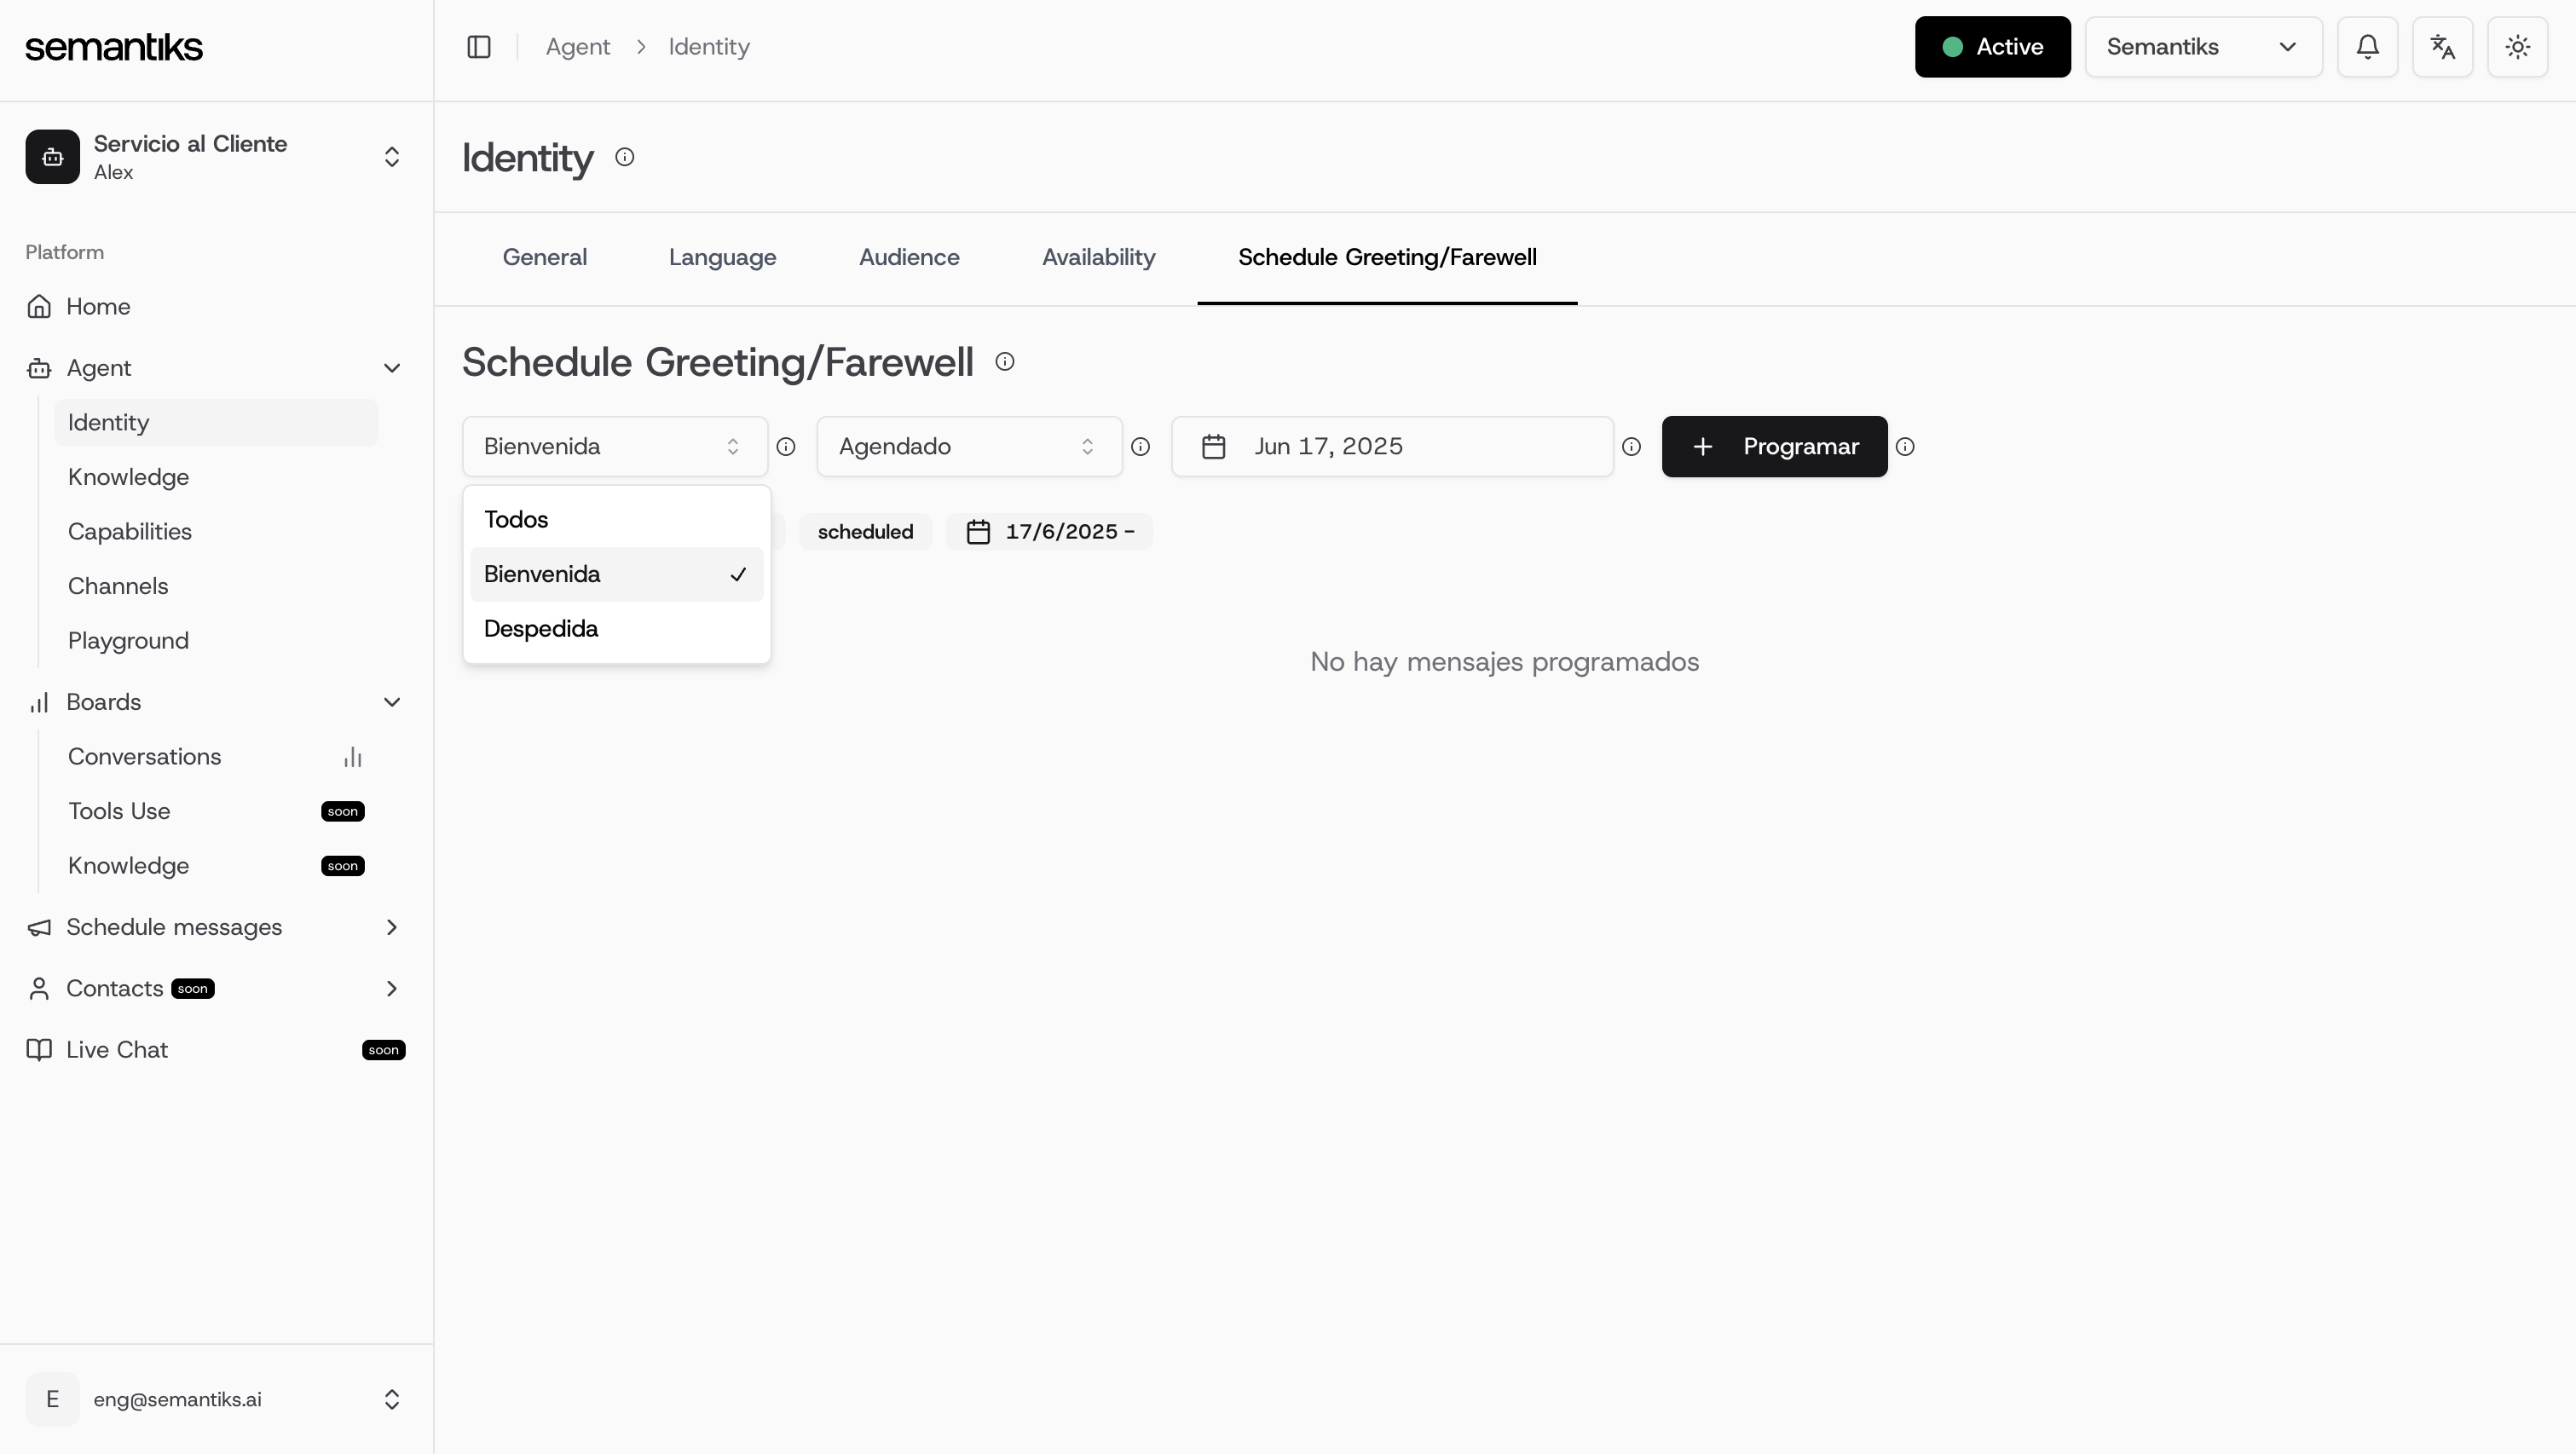 semantiks
Agent
Identity
Active
Semantiks
Servicio al Cliente
Alex
Platform
Home
Agent
Identity
Knowledge
Capabilities
Channels
Playground
Boards
Conversations
Tools Use
soon
Knowledge
soon
Schedule messages
Contacts
soon
Live Chat
soon
E
eng@semantiks.ai
Identity
General
Language
Audience
Availability
Schedule Greeting/Farewell
Schedule Greeting/Farewell
Bienvenida
Agendado
Jun 17, 2025
Programar
Todos
Bienvenida
Despedida
scheduled
17/6/2025 -
No hay mensajes programados